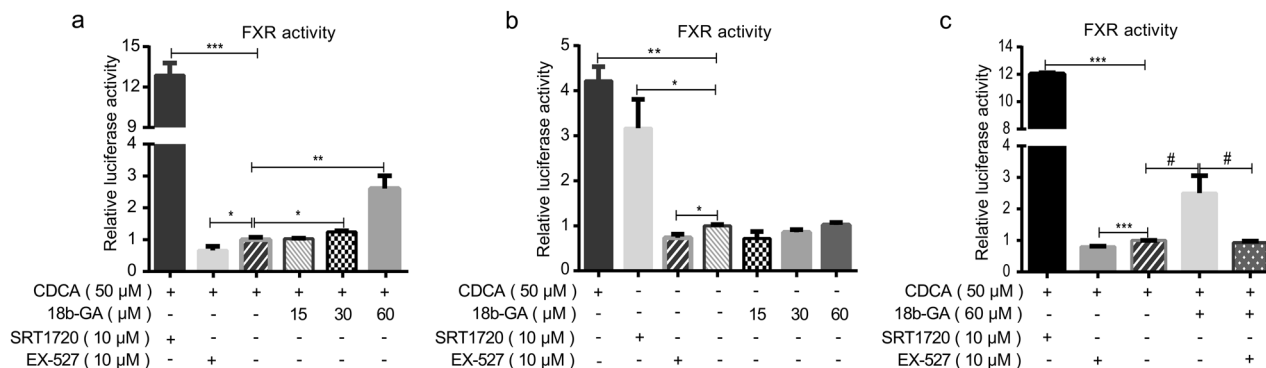 a
FXR activity
Relative luciferase activity
15
12
9
4
3
2
1
0
***
*
*
**
CDCA ( 50 µM ) + + + + + +
18b-GA ( µM ) - - - 15 30 60
SRT1720 ( 10 µM ) + - - - - -
EX-527 ( 10 µM ) - + - - - -
b
FXR activity
Relative luciferase activity
5
4
3
2
1
0
**
*
*
CDCA ( 50 µM ) + - - - - - -
18b-GA ( µM ) - - - - 15 30 60
SRT1720 ( 10 µM ) - + - - - - -
EX-527 ( 10 µM ) - - + - - - -
c
FXR activity
Relative luciferase activity
14
12
12
4
3
2
1
0
***
***
#
#
CDCA ( 50 µM ) + + + + +
18b-GA ( 60 µM ) - - - + +
SRT1720 ( 10 µM ) + - - - -
EX-527 ( 10 µM ) - + - - +